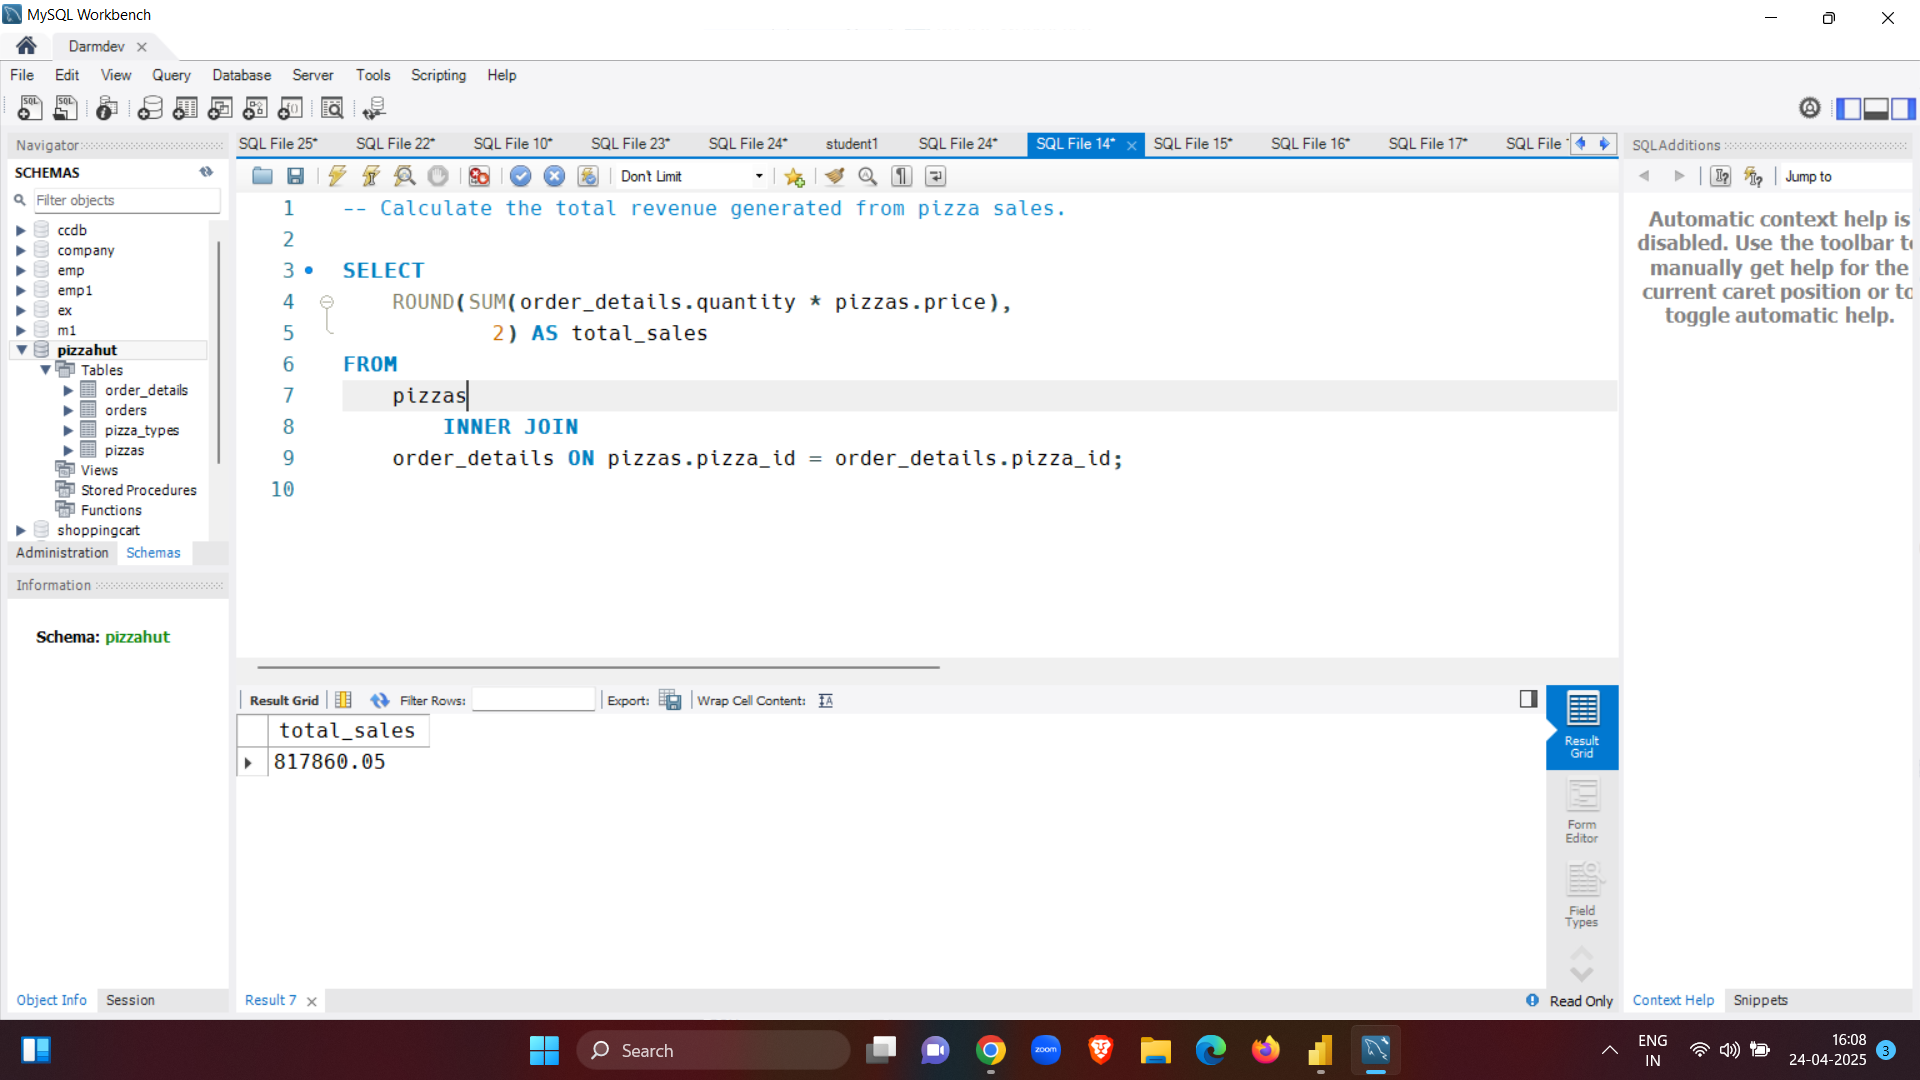 MySQL Workbench
Darmdev
File Edit View Query Database Server Tools Scripting Help
Navigator
SCHEMAS
Filter objects
ccdb
company
emp
emp1
ex
m1
pizzahut
Tables
order_details
orders
pizza_types
pizzas
Views
Stored Procedures
Functions
shoppingcart
Administration Schemas
Information
Schema: pizzahut
Object Info Session
SQL File 25* SQL File 22* SQL File 10* SQL File 23* SQL File 24* student1 SQL File 24* SQL File 14* SQL File 15* SQL File 16* SQL File 17* SQL File
Don't Limit
1 -- Calculate the total revenue generated from pizza sales.
2
3 SELECT
4 ROUND(SUM(order_details.quantity * pizzas.price),
5 2) AS total_sales
6 FROM
7 pizzas
8 INNER JOIN
9 order_details ON pizzas.pizza_id = order_details.pizza_id;
10
Result Grid Filter Rows: Export: Wrap Cell Content:
total_sales
817860.05
Result
Grid
Form
Editor
Field
Types
Result 7
Read Only
SQLAdditions
Jump to
Automatic context help is
disabled. Use the toolbar to
manually get help for the
current caret position or to
toggle automatic help.
Context Help Snippets
Search
zoom
ENG
IN
16:08
24-04-2025
3